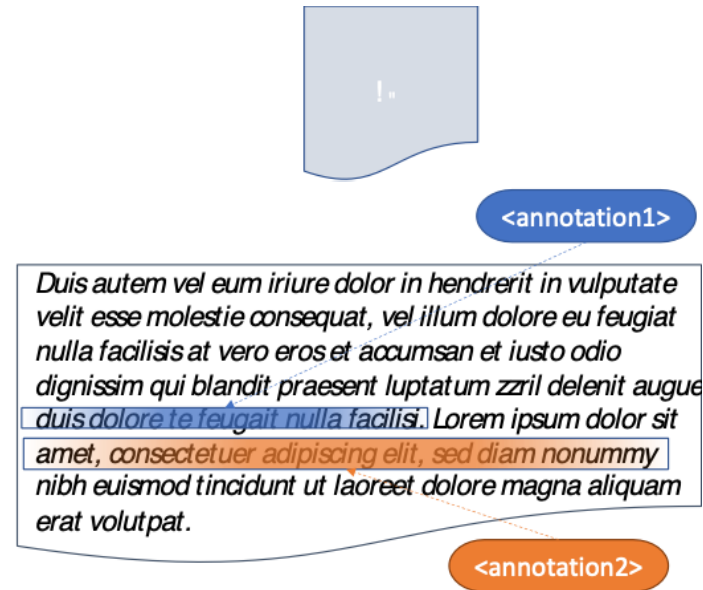 <annotation1>
Duis autem vel eum iriure dolor in hendrerit in vulputate
velit esse molestie consequat, vel illum dolore eu feugiat
nulla facilisis at vero eros et accumsan et iusto odio
dignissim qui blandit praesent luptatum zzril delenit augue
duis dolore te feugait nulla facilisi. Lorem ipsum dolor sit
amet, consectetuer adipiscing elit, sed diam nonummy
nibh euismod tincidunt ut laoreet dolore magna aliquam
erat volutpat.
<annotation2>